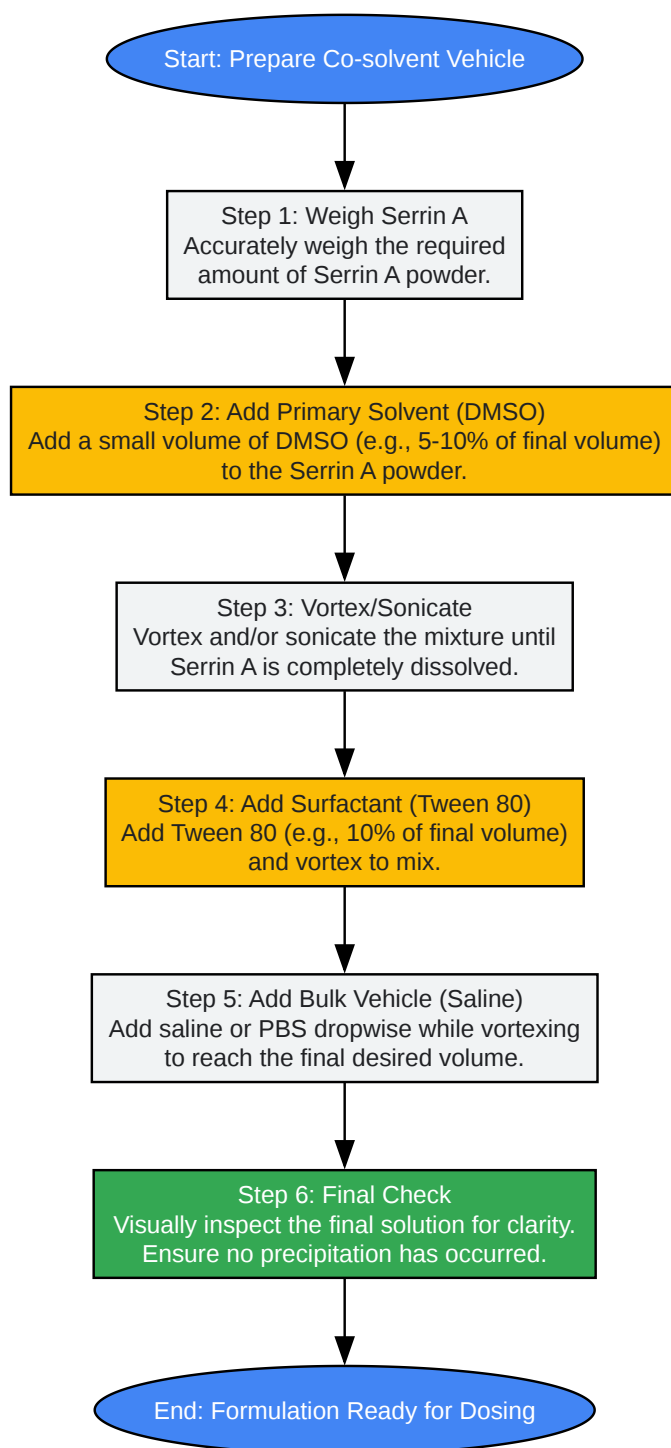 Start: Prepare Co-solvent Vehicle
Step 1: Weigh Serrin A
Accurately weigh the required
amount of Serrin A powder.
Step 2: Add Primary Solvent (DMSO)
Add a small volume of DMSO (e.g., 5-10% of final volume)
to the Serrin A powder.
Step 3: Vortex/Sonicate
Vortex and/or sonicate the mixture until
Serrin A is completely dissolved.
Step 4: Add Surfactant (Tween 80)
Add Tween 80 (e.g., 10% of final volume)
and vortex to mix.
Step 5: Add Bulk Vehicle (Saline)
Add saline or PBS dropwise while vortexing
to reach the final desired volume.
Step 6: Final Check
Visually inspect the final solution for clarity.
Ensure no precipitation has occurred.
End: Formulation Ready for Dosing